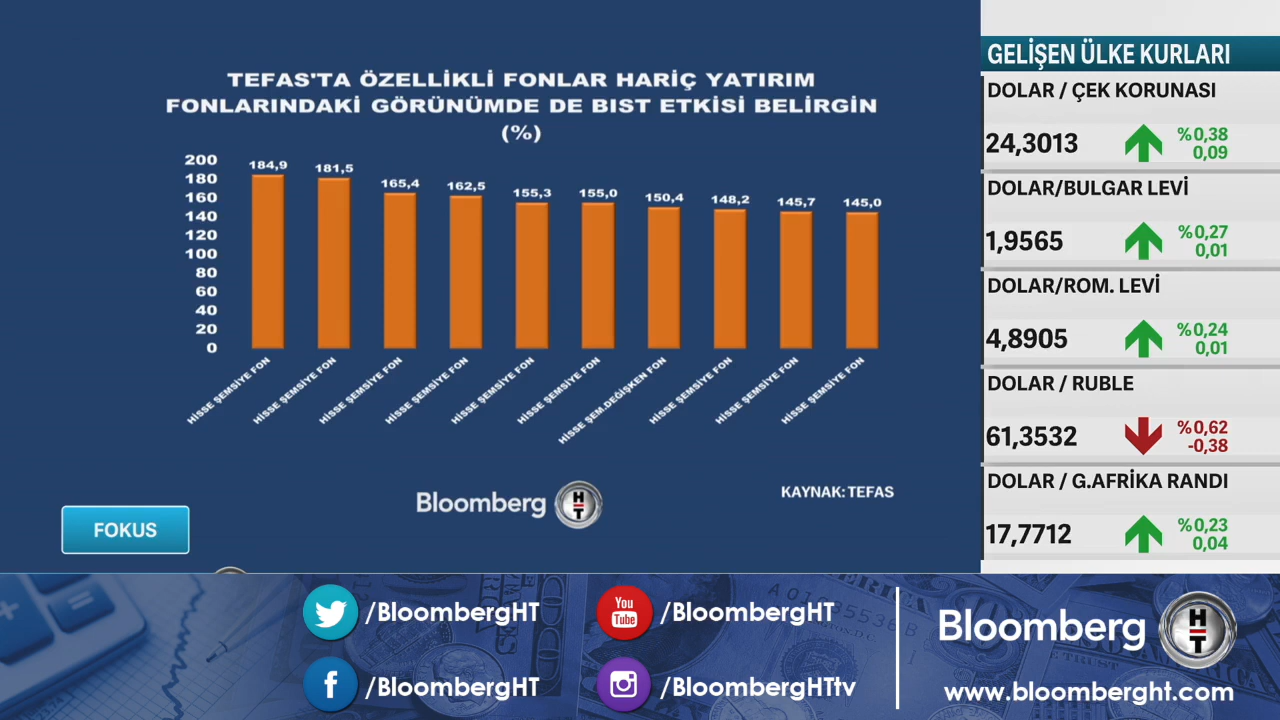 TEFAS'TA ÖZELLİKLİ FONLAR HARİÇ YATIRIM
FONLARINDAKİ GÖRÜNÜMDE DE BIST ETKİSİ BELİRGİN
(%)
200
180
160
140
120
100
80
60
40
20
0
184,9
181,5
165,4
162,5
155,3
155,0
150,4
148,2
145,7
145,0
HİSSE ŞEMSİYE FON
HİSSE ŞEMSİYE FON
HİSSE ŞEMSİYE FON
HİSSE ŞEMSİYE FON
HİSSE ŞEMSİYE FON
HİSSE ŞEMSİYE FON
HİSSE ŞEM.DEĞİŞKEN FON
HİSSE ŞEMSİYE FON
HİSSE ŞEMSİYE FON
HİSSE ŞEMSİYE FON
KAYNAK: TEFAS
Bloomberg HT
FOKUS
GELİŞEN ÜLKE KURLARI
DOLAR / ÇEK KORUNASI
24,3013 %0,38
0,09
DOLAR/BULGAR LEVİ
1,9565 %0,27
0,01
DOLAR/ROM. LEVİ
4,8905 %0,24
0,01
DOLAR / RUBLE
61,3532 %0,62
-0,38
DOLAR / G.AFRİKA RANDI
17,7712 %0,23
0,04
/BloombergHT
You Tube /BloombergHT
/BloombergHT
/BloombergHTtv
Bloomberg HT
www.bloomberght.com